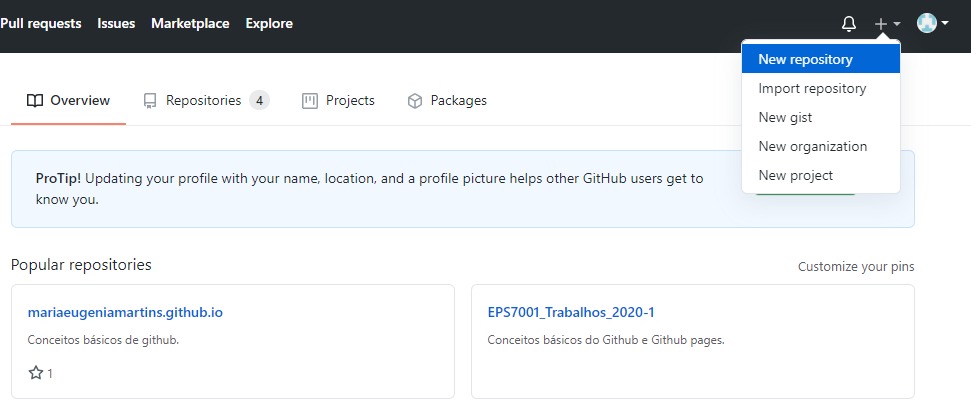 Pull requests Issues Marketplace Explore
New repository
Import repository
New gist
New organization
New project
Overview Repositories 4 Projects Packages
ProTip! Updating your profile with your name, location, and a profile picture helps other GitHub users get to
know you.
Popular repositories Customize your pins
mariaeugeniamartins.github.io
Conceitos básicos de github.
1
EPS7001_Trabalhos_2020-1
Conceitos básicos do Github e Github pages.